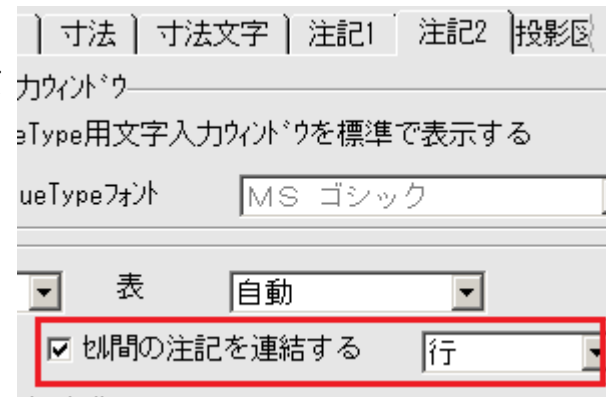 寸法 寸法文字 注記1 注記2 投影図
力ｳｨﾝﾄﾞｳ
eType用文字入力ｳｨﾝﾄﾞｳを標準で表示する
ueTypeﾌｫﾝﾄ ＭＳ ゴシック
表 自動
ｾﾙ間の注記を連結する 行